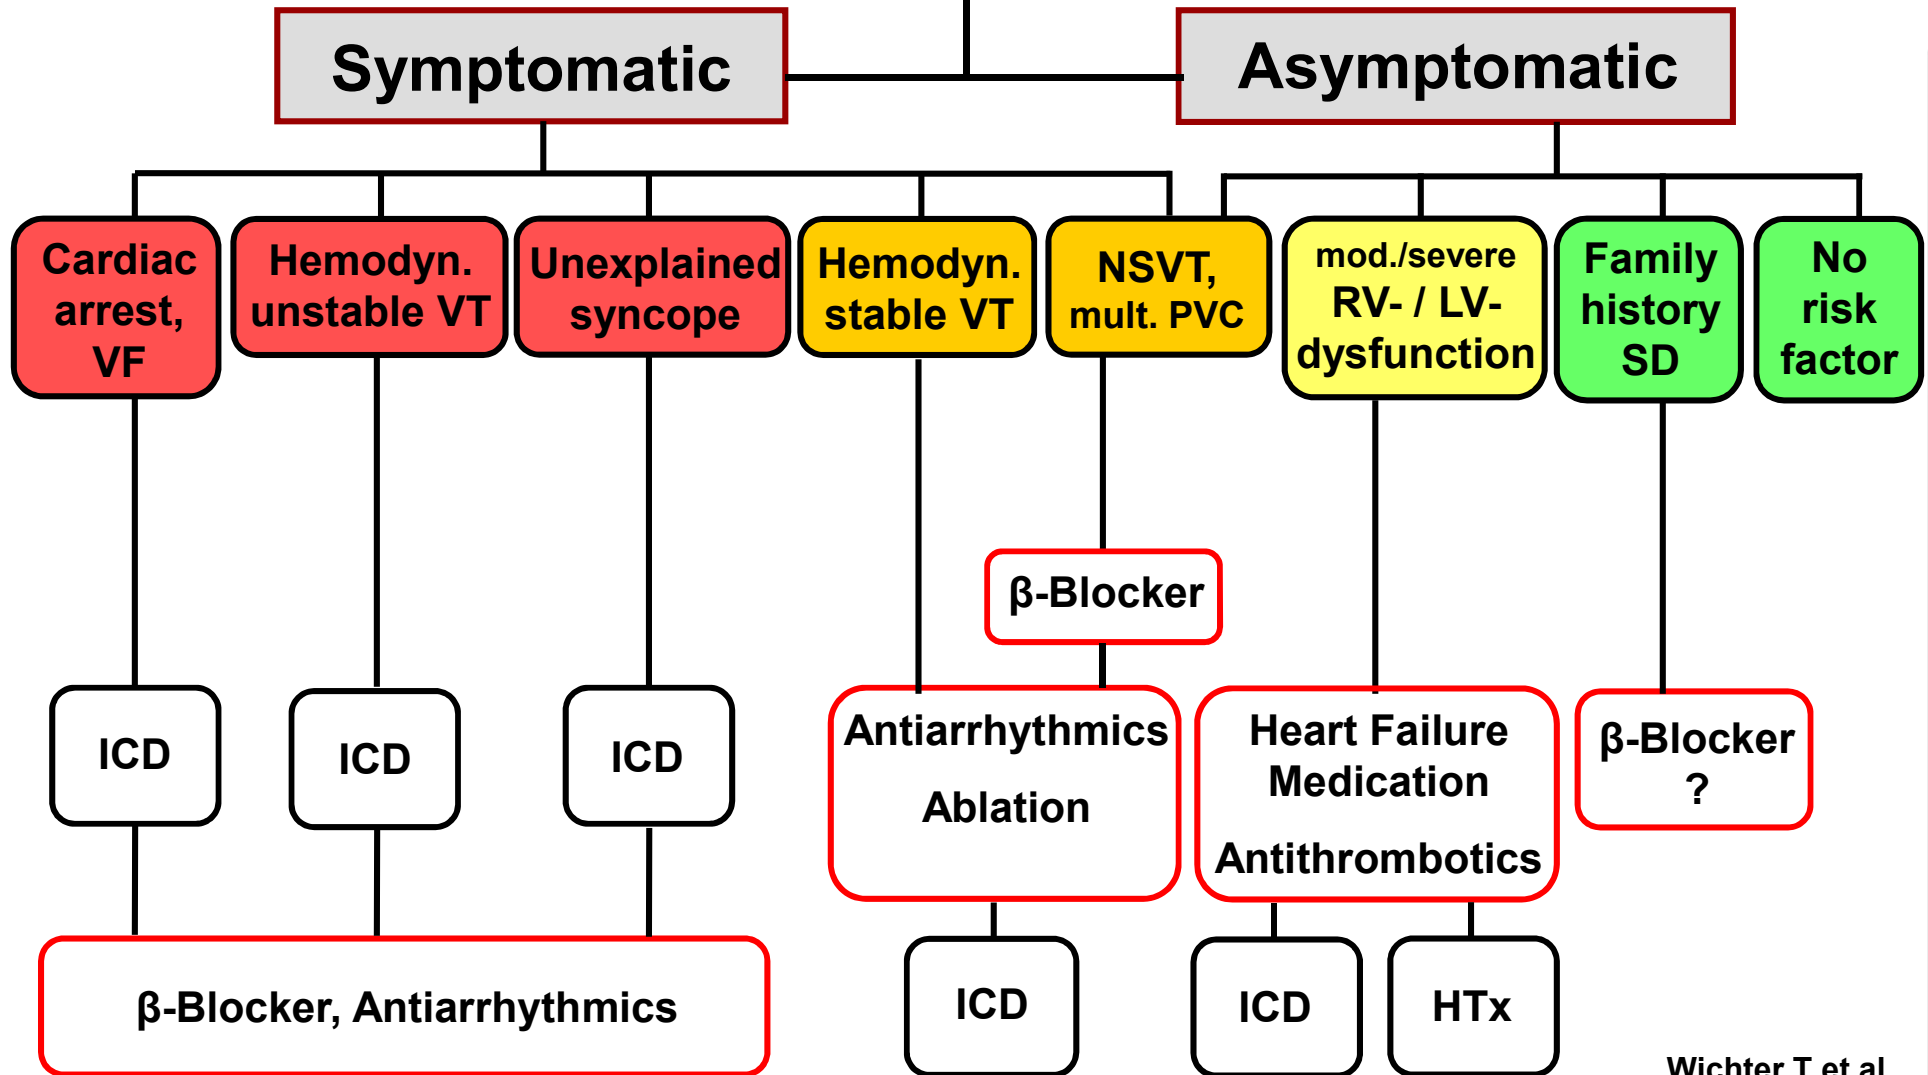 Symptomatic
Asymptomatic
Cardiac
arrest,
VF
Hemodyn.
unstable VT
Unexplained
syncope
Hemodyn.
stable VT
NSVT,
mult. PVC
mod./severe
RV- / LV-
dysfunction
Family
history
SD
No
risk
factor
β-Blocker
ICD
ICD
ICD
Antiarrhythmics
Ablation
Heart Failure
Medication
Antithrombotics
β-Blocker
?
β-Blocker, Antiarrhythmics
ICD
ICD
HTx
Wichter T et al